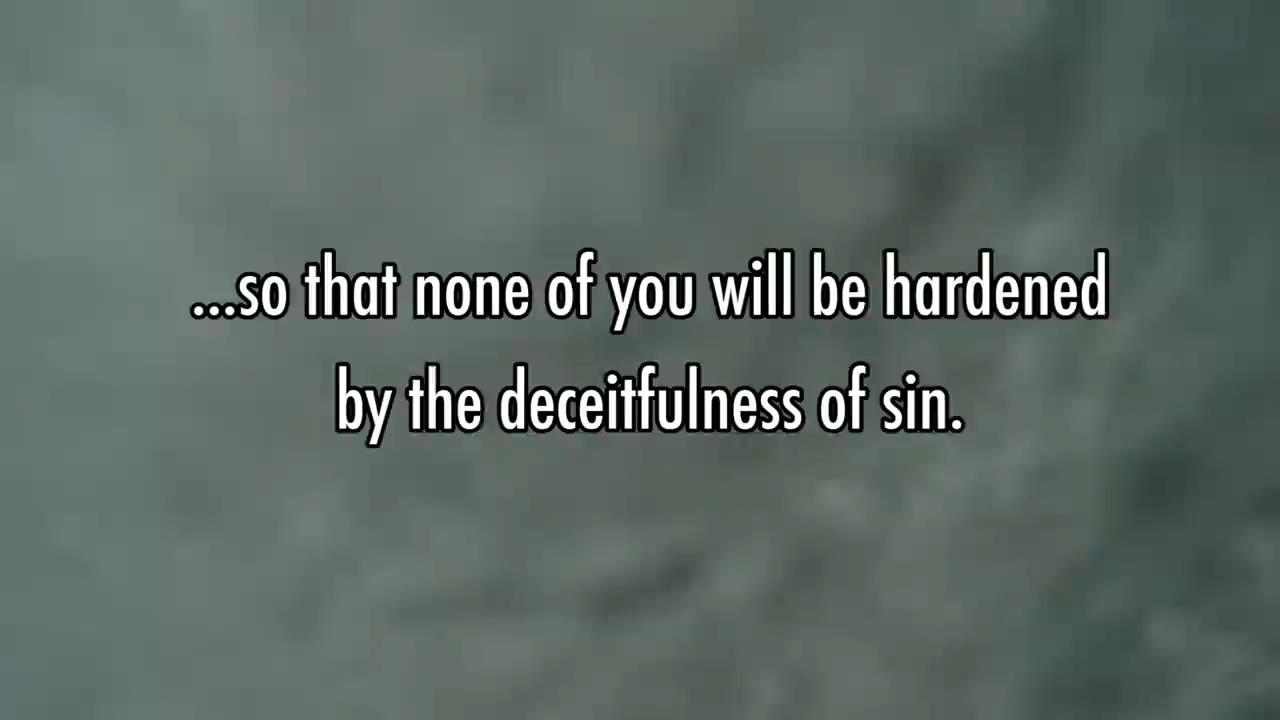 ...so that none of you will be hardened
by the deceitfulness of sin.